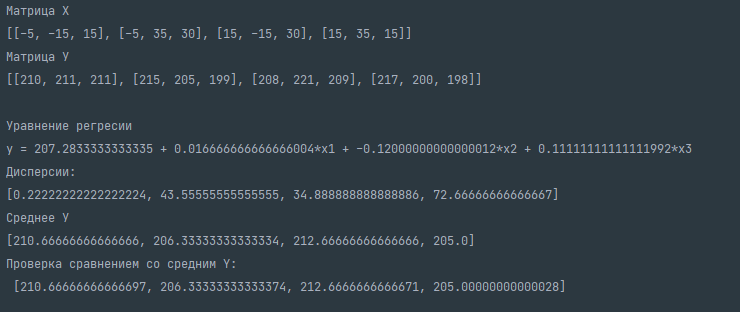 Матрица X
[[-5, -15, 15], [-5, 35, 30], [15, -15, 30], [15, 35, 15]]
Матрица Y
[[210, 211, 211], [215, 205, 199], [208, 221, 209], [217, 200, 198]]
Уравнение регресии
y = 207.2833333333335 + 0.016666666666666004*x1 + -0.12000000000000012*x2 + 0.11111111111111992*x3
Дисперсии:
[0.22222222222222224, 43.55555555555555, 34.888888888888886, 72.66666666666667]
Среднее Y
[210.66666666666666, 206.33333333333334, 212.66666666666666, 205.0]
Проверка сравнением со средним Y:
[210.66666666666697, 206.33333333333374, 212.6666666666671, 205.00000000000028]